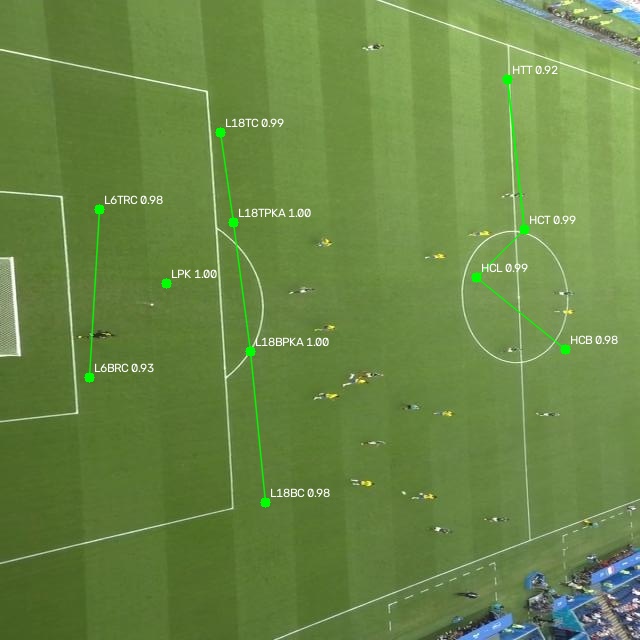 HTT 0.92
L18TC 0.99
L6TRC 0.98
L18TPKA 1.00
HCT 0.99
LPK 1.00
HCL 0.99
L18BPKA 1.00
HCB 0.98
L6BRC 0.93
L18BC 0.98